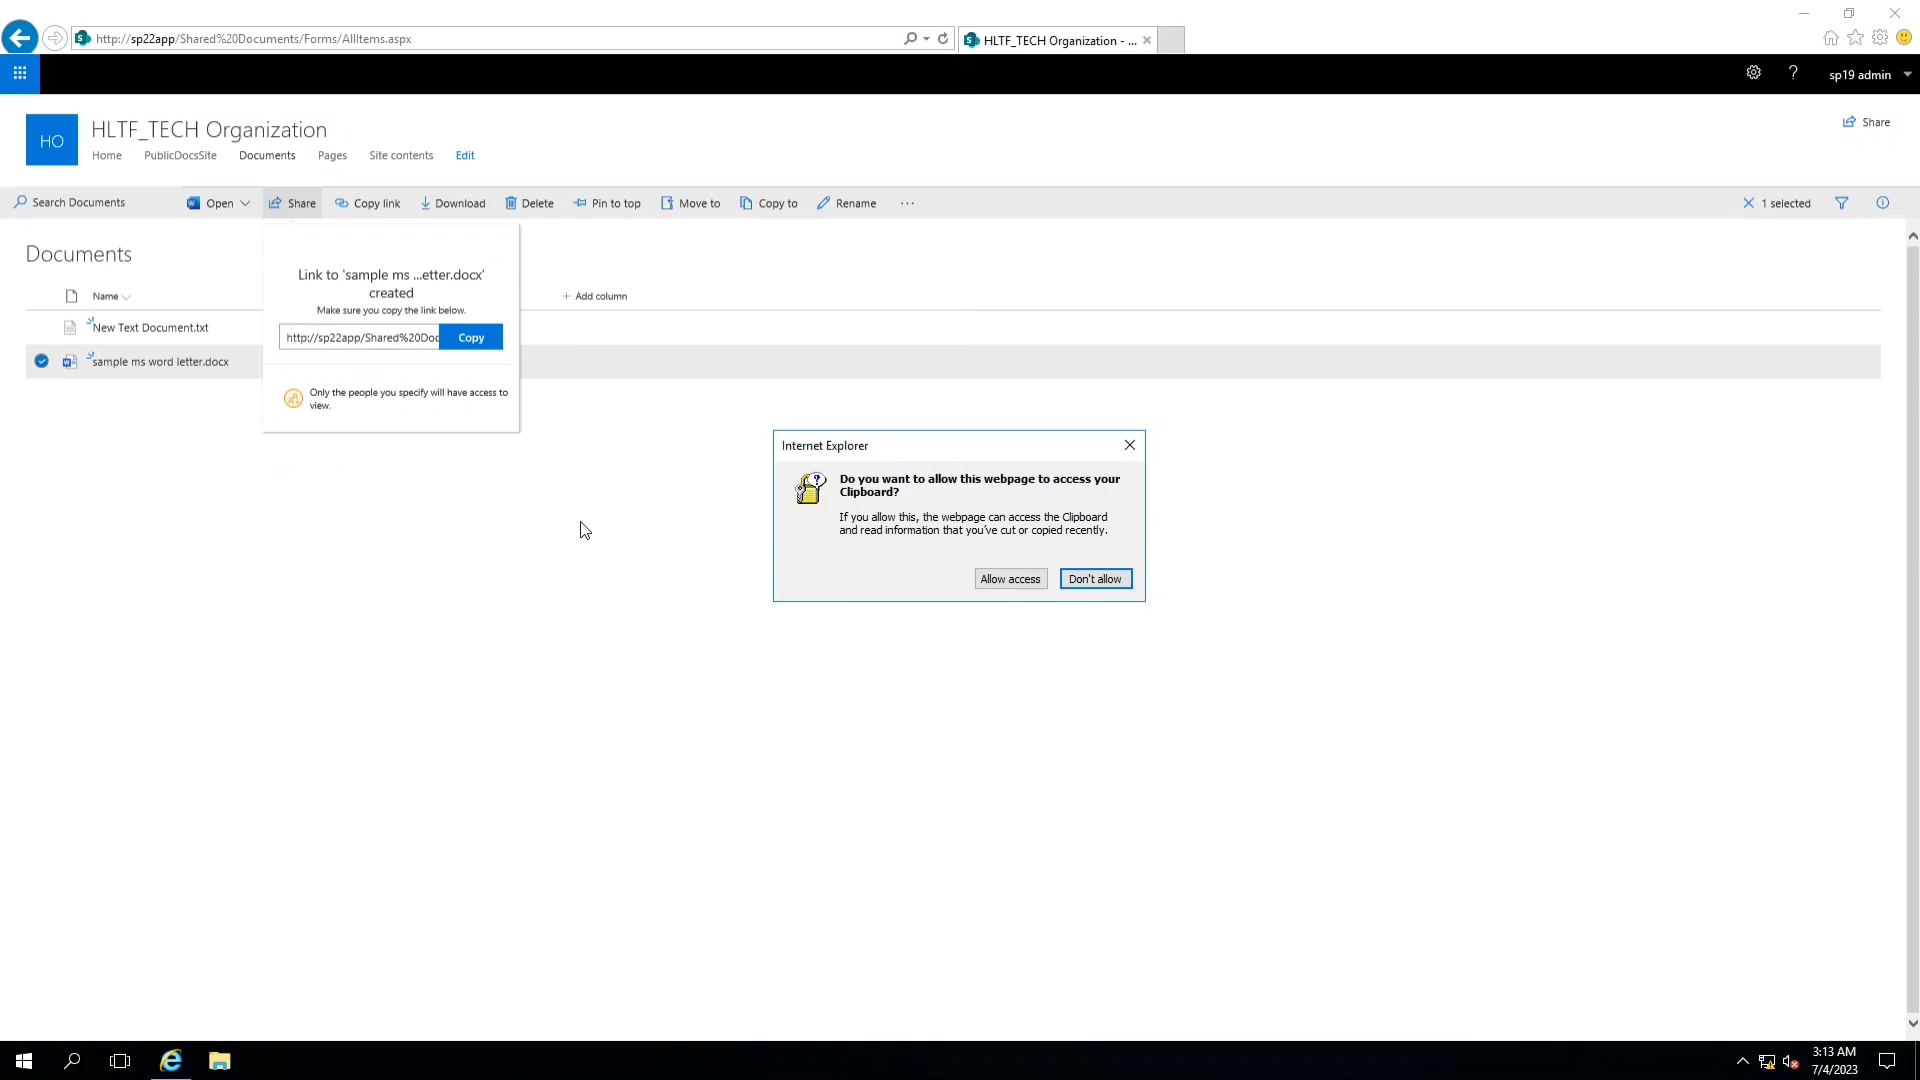 http://sp22app/Shared%20Documents/Forms/AllItems.aspx
HLTF_TECH Organization - ...
sp19 admin
HO
HLTF_TECH Organization
Share
Home PublicDocsSite Documents Pages Site contents Edit
Search Documents Open Share Copy link Download Delete Pin to top Move to Copy to Rename ... 1 selected
Documents
Name
Add column
New Text Document.txt
sample ms word letter.docx
Link to 'sample ms ...etter.docx'
created
Make sure you copy the link below.
http://sp22app/Shared%20Doc
Copy
Only the people you specify will have access to
view.
Internet Explorer
Do you want to allow this webpage to access your
Clipboard?
If you allow this, the webpage can access the Clipboard
and read information that you've cut or copied recently.
Allow access Don't allow
3:13 AM
7/4/2023